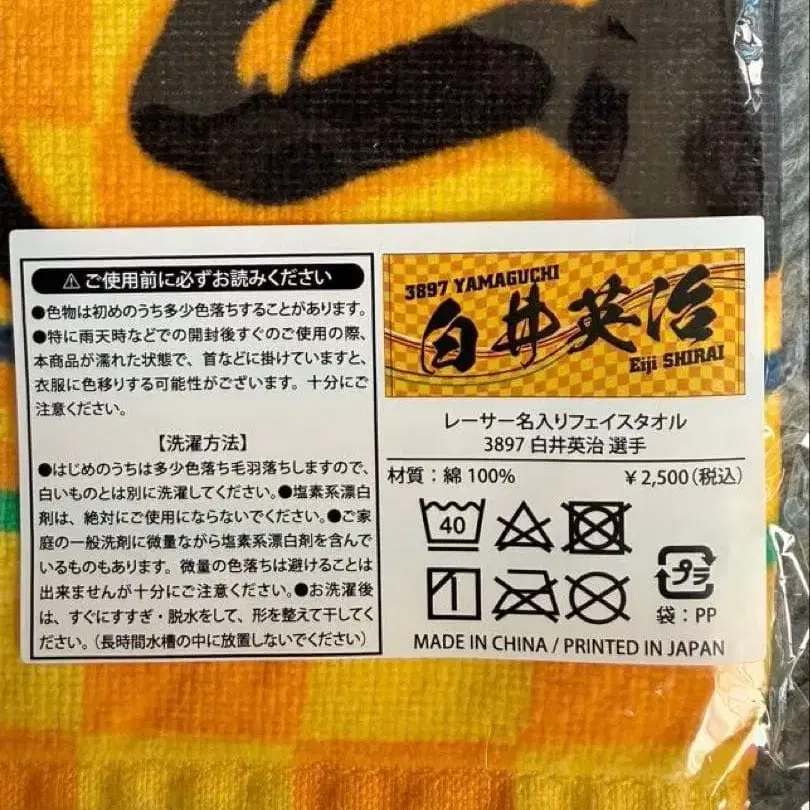 ⚠ ご使用前に必ずお読みください
●色物は初めのうち多少色落ちすることがあります。
●特に雨天時などでの開封後すぐのご使用の際、
本商品が濡れた状態で、首などに掛けていますと、
衣服に色移りする可能性がございます。十分にご
注意ください。
【洗濯方法】
●はじめのうちは多少色落ち毛羽落ちしますので、
白いものとは別に洗濯してください。●塩素系漂白
剤は、絶対にご使用にならないでください。●ご家
庭の一般洗剤に微量ながら塩素系漂白剤を含んで
いるものもあります。微量の色落ちは避けることは
出来ませんが十分にご注意ください。●お洗濯後
は、すぐにすすぎ・脱水をして、形を整えて干してく
ださい。（長時間水槽の中に放置しないでください）
3897 YAMAGUCHI
白井英治
Eiji SHIRAI
レーサー名入りフェイスタオル
3897 白井英治 選手
材質：綿 100% ￥2,500（税込）
40
プラ
袋：PP
MADE IN CHINA / PRINTED IN JAPAN